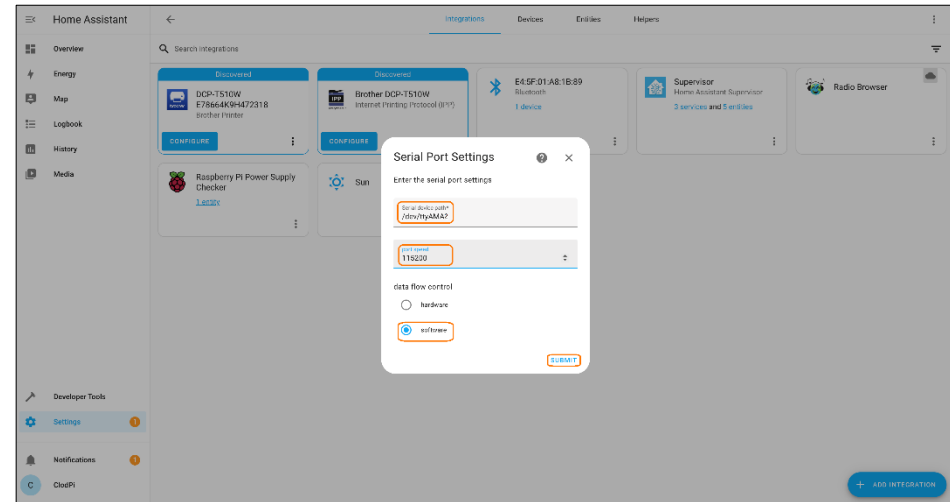 Home Assistant
Integrations
Devices
Entities
Helpers
Overview
Search integrations
Energy
Map
Logbook
History
Media
Discovered
DCP-T510W
E78664K9H472318
Brother Printer
CONFIGURE
Discovered
Brother DCP-T510W
Internet Printing Protocol (IPP)
CONFIGURE
E4:5F:01:A8:1B:89
Bluetooth
1 device
Supervisor
Home Assistant Supervisor
3 services and 5 entities
Radio Browser
Raspberry Pi Power Supply
Checker
1 entity
Sun
Serial Port Settings
Enter the serial port settings
Serial device path*
/dev/ttyAMA2
port speed
115200
data flow control
hardware
software
SUBMIT
Developer Tools
Settings
1
Notifications
1
C
ClodPi
ADD INTEGRATION